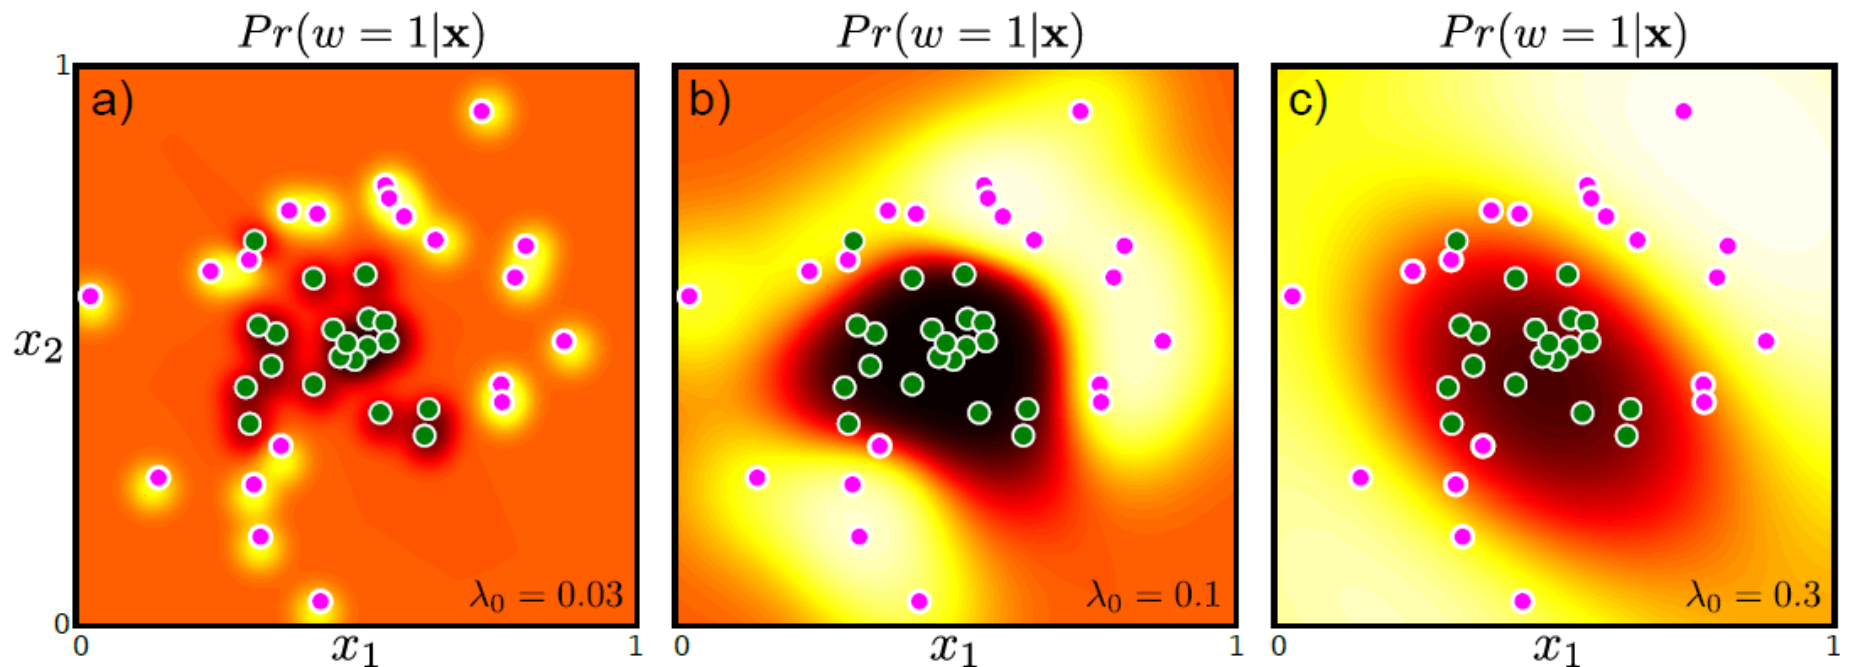 Pr(w = 1|x) Pr(w = 1|x) Pr(w = 1|x)
1
a) b) c)
x₂
λ₀ = 0.03 λ₀ = 0.1 λ₀ = 0.3
0
0 x₁ 1 0 x₁ 1 0 x₁ 1